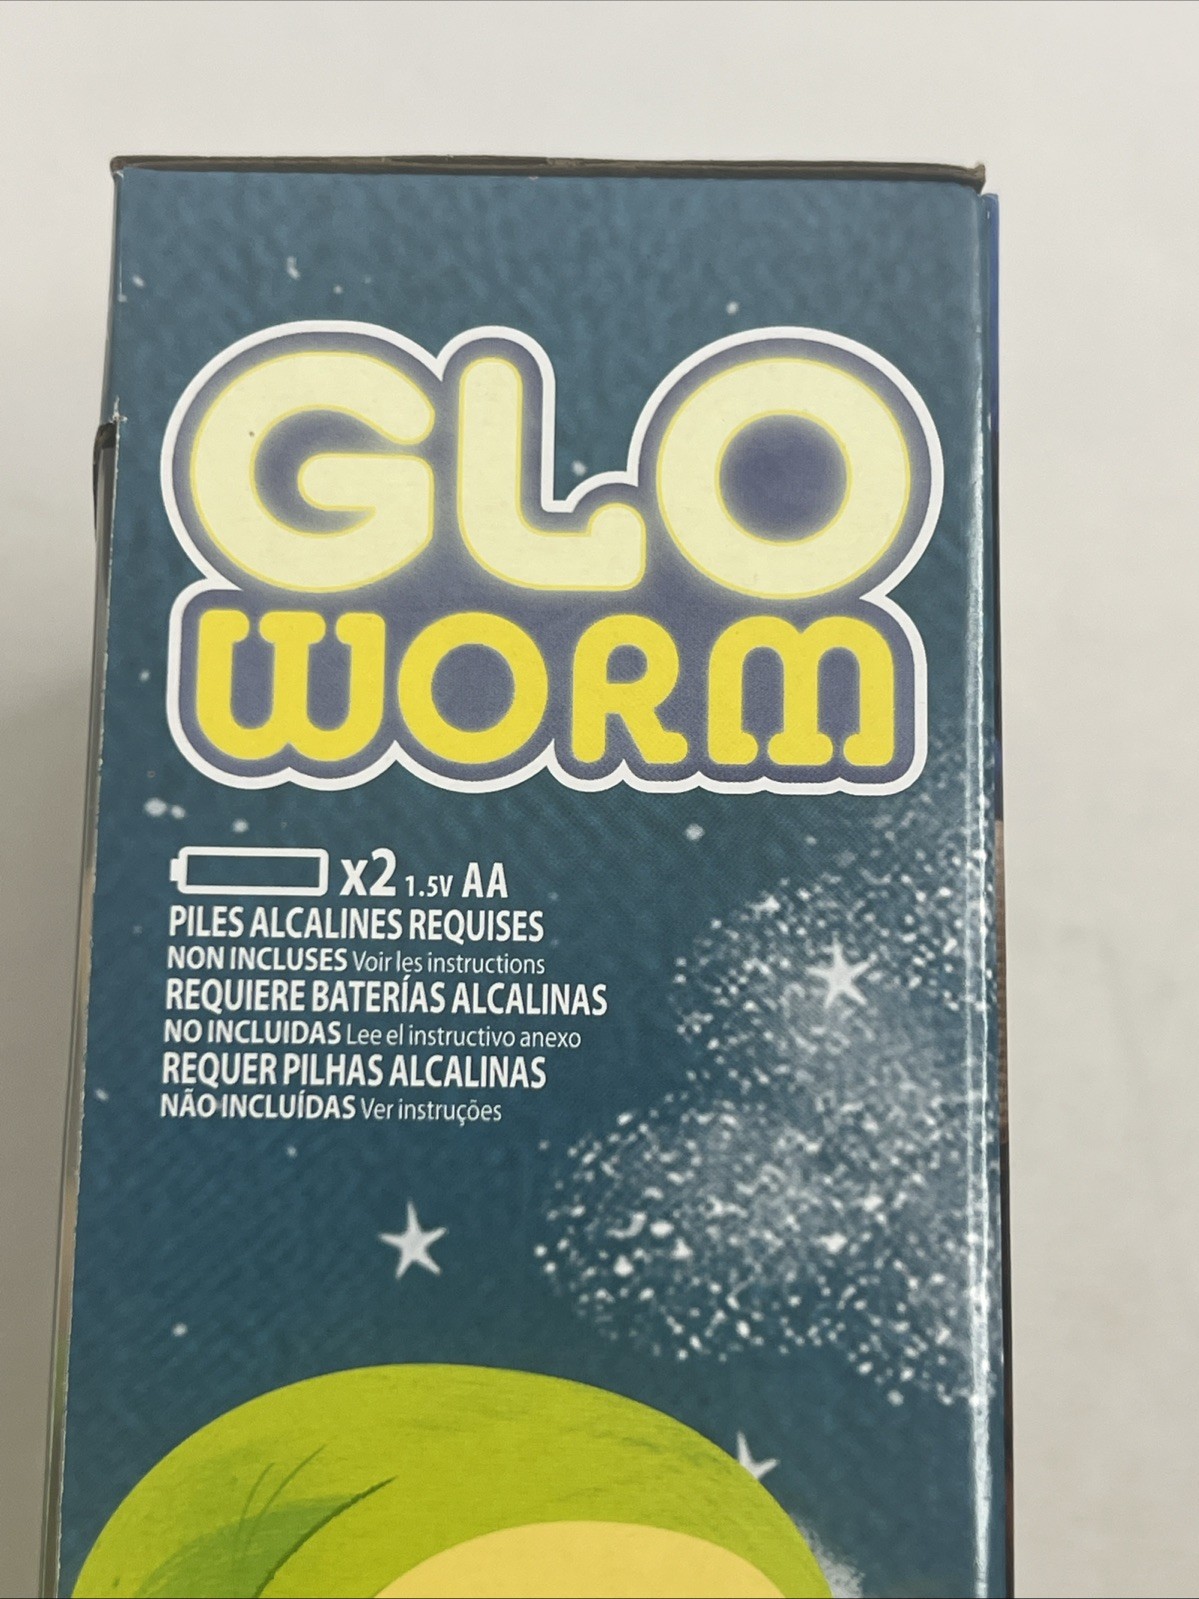 GLO
WORM
x2 1.5V AA
PILES ALCALINES REQUISES
NON INCLUSES Voir les instructions
REQUIERE BATERÍAS ALCALINAS
NO INCLUIDAS Lee el instructivo anexo
REQUER PILHAS ALCALINAS
NÃO INCLUÍDAS Ver instruções